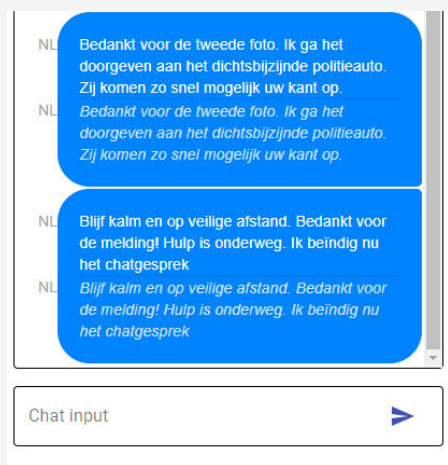 NL
Bedankt voor de tweede foto. Ik ga het
doorgeven aan het dichtsbijzijnde politieauto.
Zij komen zo snel mogelijk uw kant op.
NL
Bedankt voor de tweede foto. Ik ga het
doorgeven aan het dichtsbijzijnde politieauto.
Zij komen zo snel mogelijk uw kant op.
NL
Blijf kalm en op veilige afstand. Bedankt voor
de melding! Hulp is onderweg. Ik beïndig nu
het chatgesprek
NL
Blijf kalm en op veilige afstand. Bedankt voor
de melding! Hulp is onderweg. Ik beïndig nu
het chatgesprek
Chat input